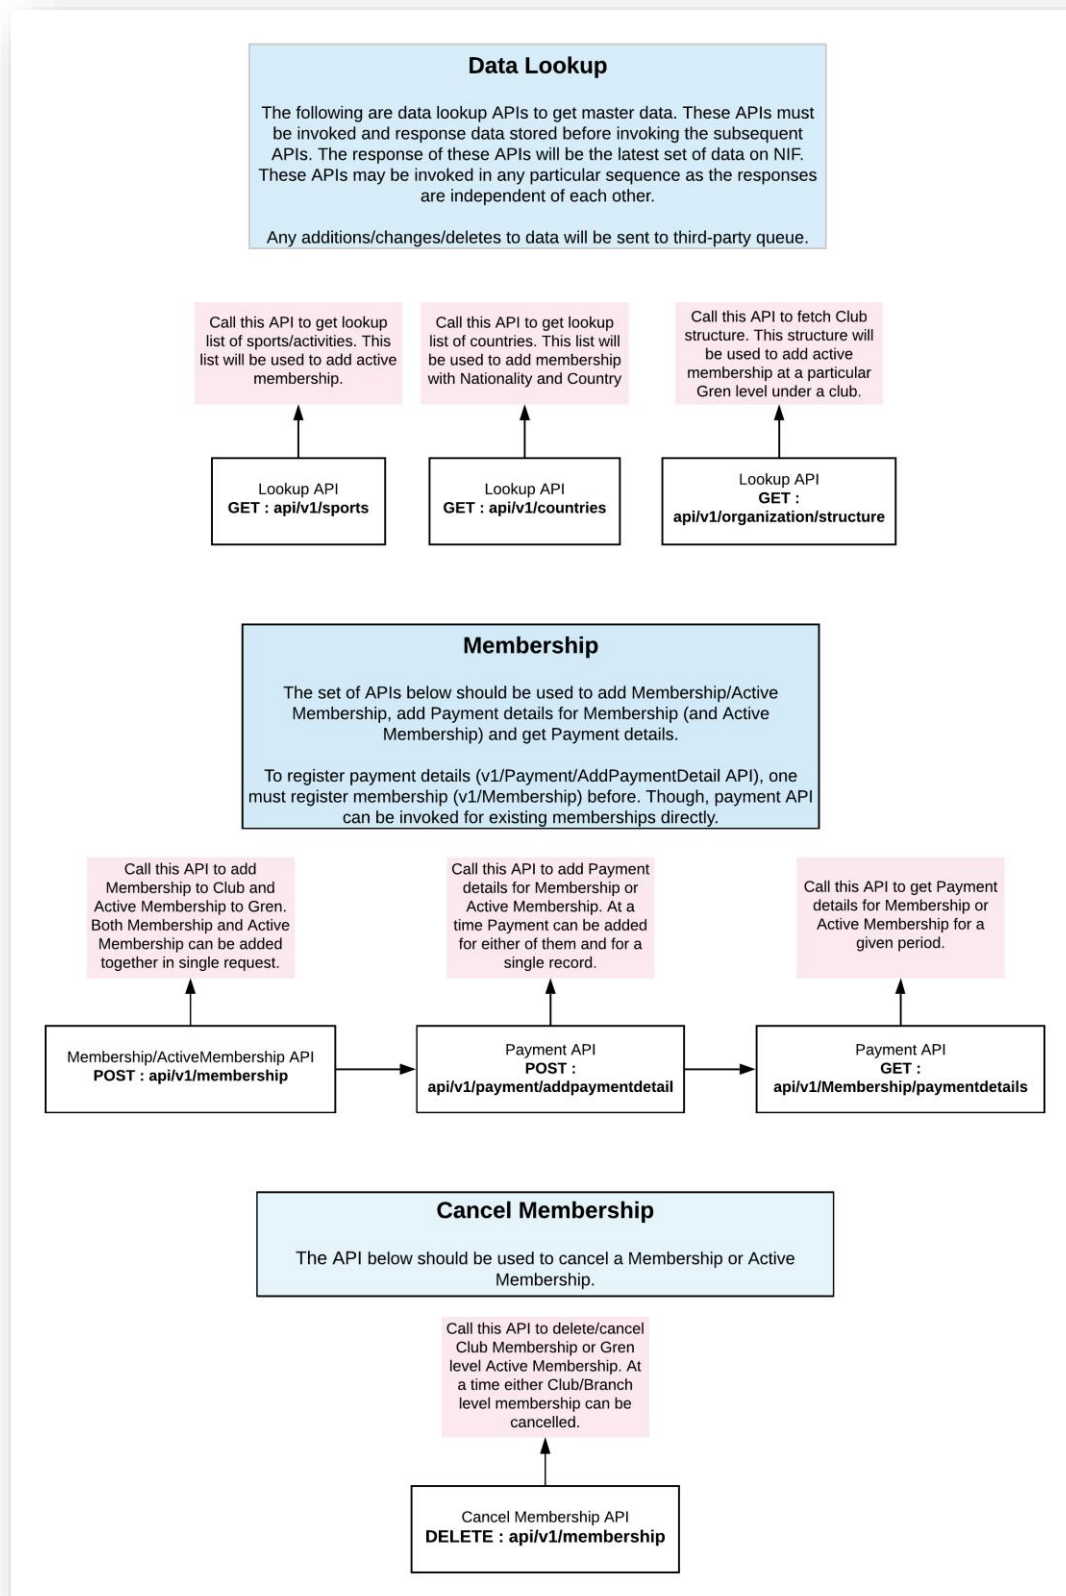 Data Lookup
The following are data lookup APIs to get master data. These APIs must
be invoked and response data stored before invoking the subsequent
APIs. The response of these APIs will be the latest set of data on NIF.
These APIs may be invoked in any particular sequence as the responses
are independent of each other.
Any additions/changes/deletes to data will be sent to third-party queue.
Call this API to get lookup
list of sports/activities. This
list will be used to add active
membership.
Call this API to get lookup
list of countries. This list will
be used to add membership
with Nationality and Country
Call this API to fetch Club
structure. This structure will
be used to add active
membership at a particular
Gren level under a club.
Lookup API
GET : api/v1/sports
Lookup API
GET : api/v1/countries
Lookup API
GET :
api/v1/organization/structure
Membership
The set of APIs below should be used to add Membership/Active
Membership, add Payment details for Membership (and Active
Membership) and get Payment details.
To register payment details (v1/Payment/AddPaymentDetail API), one
must register membership (v1/Membership) before. Though, payment API
can be invoked for existing memberships directly.
Call this API to add
Membership to Club and
Active Membership to Gren.
Both Membership and Active
Membership can be added
together in single request.
Call this API to add Payment
details for Membership or
Active Membership. At a
time Payment can be added
for either of them and for a
single record.
Call this API to get Payment
details for Membership or
Active Membership for a
given period.
Membership/ActiveMembership API
POST : api/v1/membership
Payment API
POST :
api/v1/payment/addpaymentdetail
Payment API
GET :
api/v1/Membership/paymentdetails
Cancel Membership
The API below should be used to cancel a Membership or Active
Membership.
Call this API to delete/cancel
Club Membership or Gren
level Active Membership. At
a time either Club/Branch
level membership can be
cancelled.
Cancel Membership API
DELETE : api/v1/membership